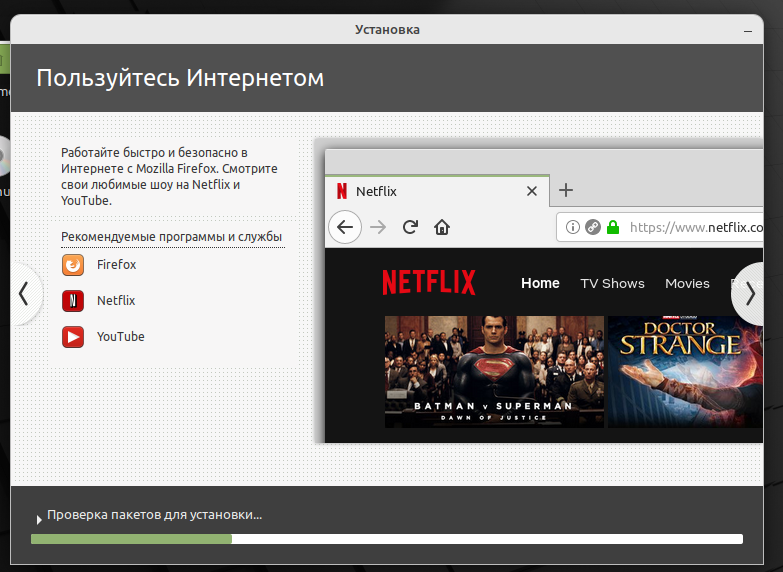 Установка
Пользуйтесь Интернетом
Работайте быстро и безопасно в
Интернете с Mozilla Firefox. Смотрите
свои любимые шоу на Netflix и
YouTube.
Рекомендуемые программы и службы
Firefox
Netflix
YouTube
Netflix
https://www.netflix.co
NETFLIX
Home TV Shows Movies
BATMAN V SUPERMAN
DAWN OF JUSTICE
DOCTOR
STRANGE
Проверка пакетов для установки...